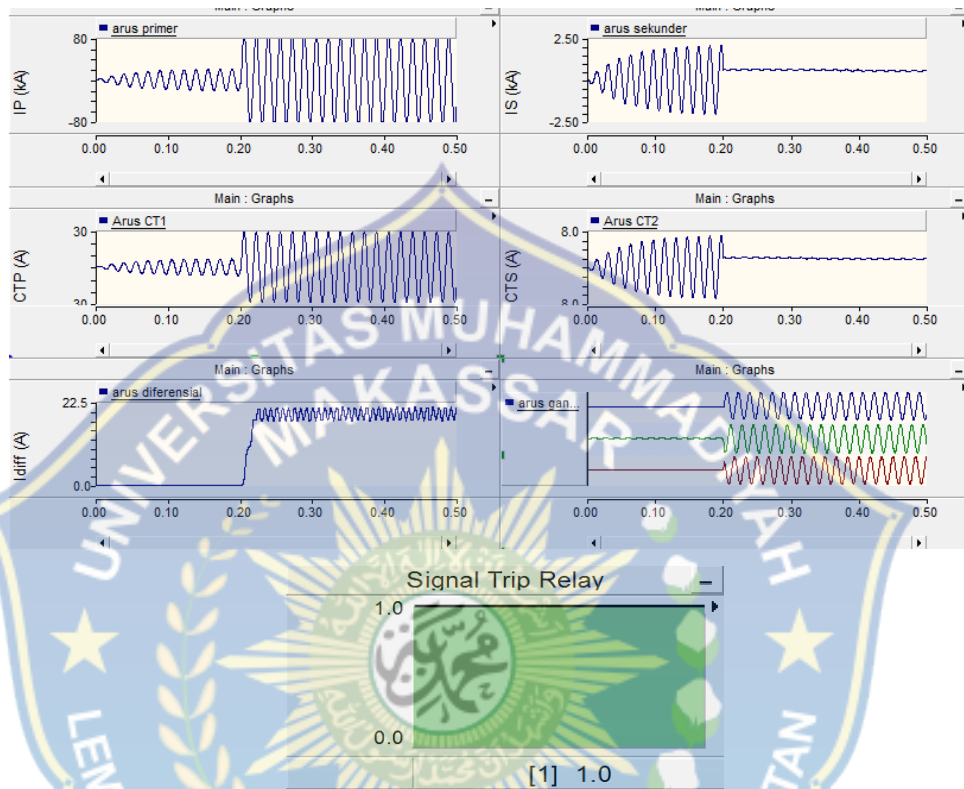 Main : Graphs
Main : Graphs
arus primer
80
IP (kA)
-80
0.00 0.10 0.20 0.30 0.40 0.50
arus sekunder
2.50
IS (kA)
-2.50
0.00 0.10 0.20 0.30 0.40 0.50
Main : Graphs
Main : Graphs
Arus CT1
30
CTP (A)
0.00 0.10 0.20 0.30 0.40 0.50
Arus CT2
8.0
CTS (A)
0.00 0.10 0.20 0.30 0.40 0.50
Main : Graphs
Main : Graphs
arus diferensial
22.5
Idiff (A)
0.0
0.00 0.10 0.20 0.30 0.40 0.50
arus gan...
0.00 0.10 0.20 0.30 0.40 0.50
Signal Trip Relay
1.0
0.0
[1] 1.0
UNIVERSITAS MUHAMMADIYAH
MAKASSAR